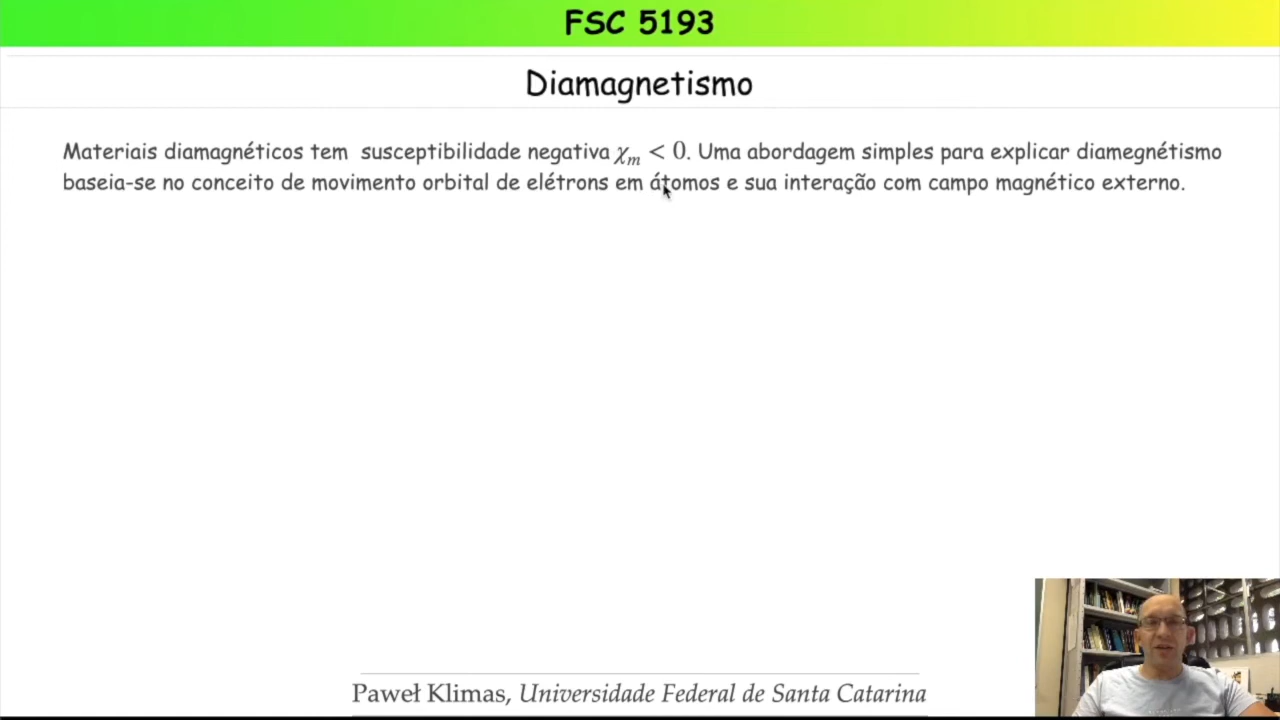 FSC 5193
Diamagnetismo
Materiais diamagnéticos tem susceptibilidade negativa χₘ < 0. Uma abordagem simples para explicar diamegnétismo
baseia-se no conceito de movimento orbital de elétrons em átomos e sua interação com campo magnético externo.
Paweł Klimas, Universidade Federal de Santa Catarina